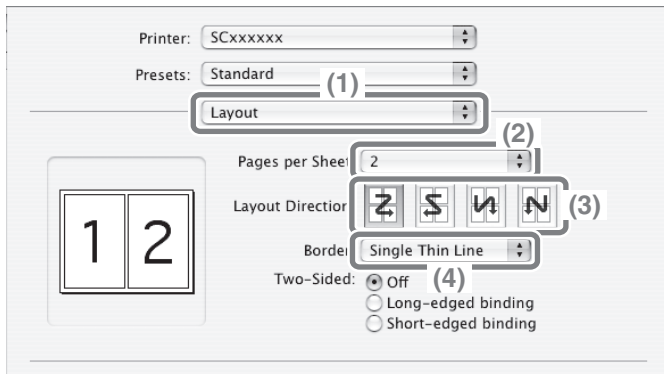 Printer: SCxxxxxx
Presets: Standard
(1)
Layout
(2)
Pages per Sheet 2
Layout Direction
(3)
Border Single Thin Line
Two-Sided: Off
(4)
Long-edged binding
Short-edged binding
1 2